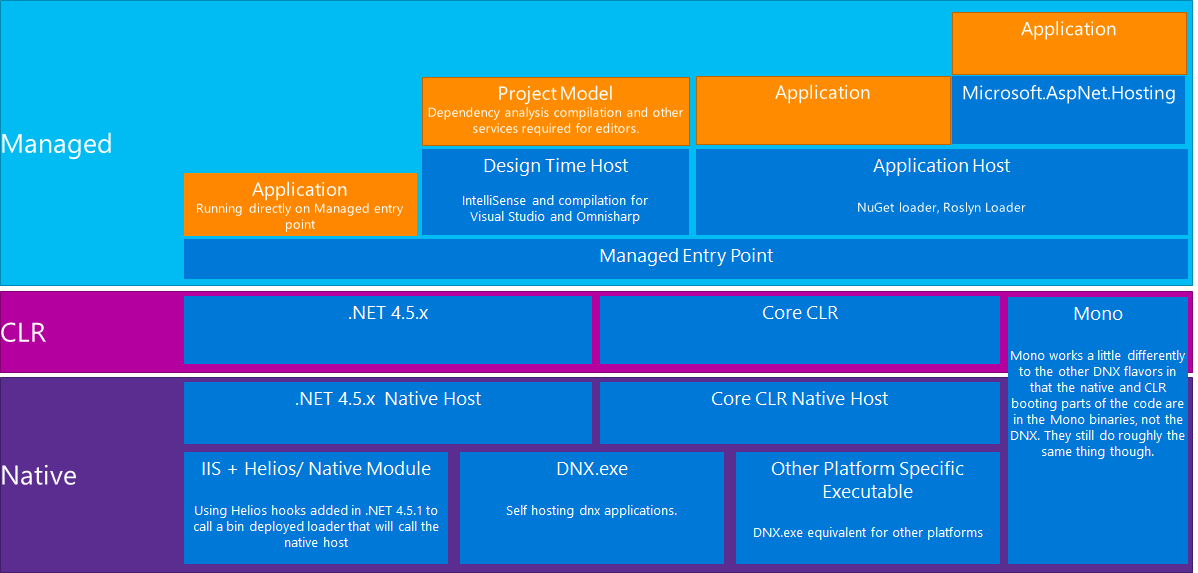 Managed
Application
Microsoft.AspNet.Hosting
Project Model
Dependency analysis compilation and other
services required for editors.
Application
Design Time Host
IntelliSense and compilation for
Visual Studio and Omnisharp
Application Host
NuGet loader, Roslyn Loader
Application
Running directly on Managed entry
point
Managed Entry Point
CLR
.NET 4.5.x
Core CLR
Mono
Mono works a little differently
to the other DNX flavors in
that the native and CLR
booting parts of the code are
in the Mono binaries, not the
DNX. They still do roughly the
same thing though.
Native
.NET 4.5.x Native Host
Core CLR Native Host
IIS + Helios/ Native Module
Using Helios hooks added in .NET 4.5.1 to
call a bin deployed loader that will call the
native host
DNX.exe
Self hosting dnx applications.
Other Platform Specific
Executable
DNX.exe equivalent for other platforms